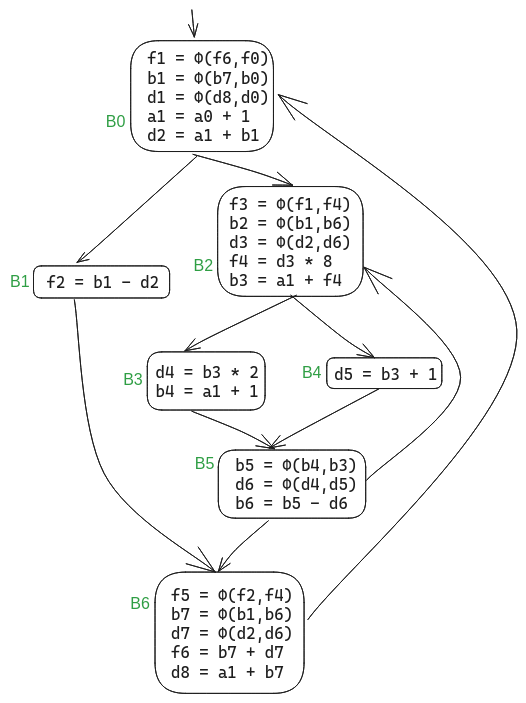 f1 = Φ(f6,f0)
b1 = Φ(b7,b0)
d1 = Φ(d8,d0)
a1 = a0 + 1
d2 = a1 + b1
B0
f3 = Φ(f1,f4)
b2 = Φ(b1,b6)
d3 = Φ(d2,d6)
f4 = d3 * 8
b3 = a1 + f4
B2
B1
f2 = b1 - d2
B3
d4 = b3 * 2
b4 = a1 + 1
B4
d5 = b3 + 1
B5
b5 = Φ(b4,b3)
d6 = Φ(d4,d5)
b6 = b5 - d6
B6
f5 = Φ(f2,f4)
b7 = Φ(b1,b6)
d7 = Φ(d2,d6)
f6 = b7 + d7
d8 = a1 + b7